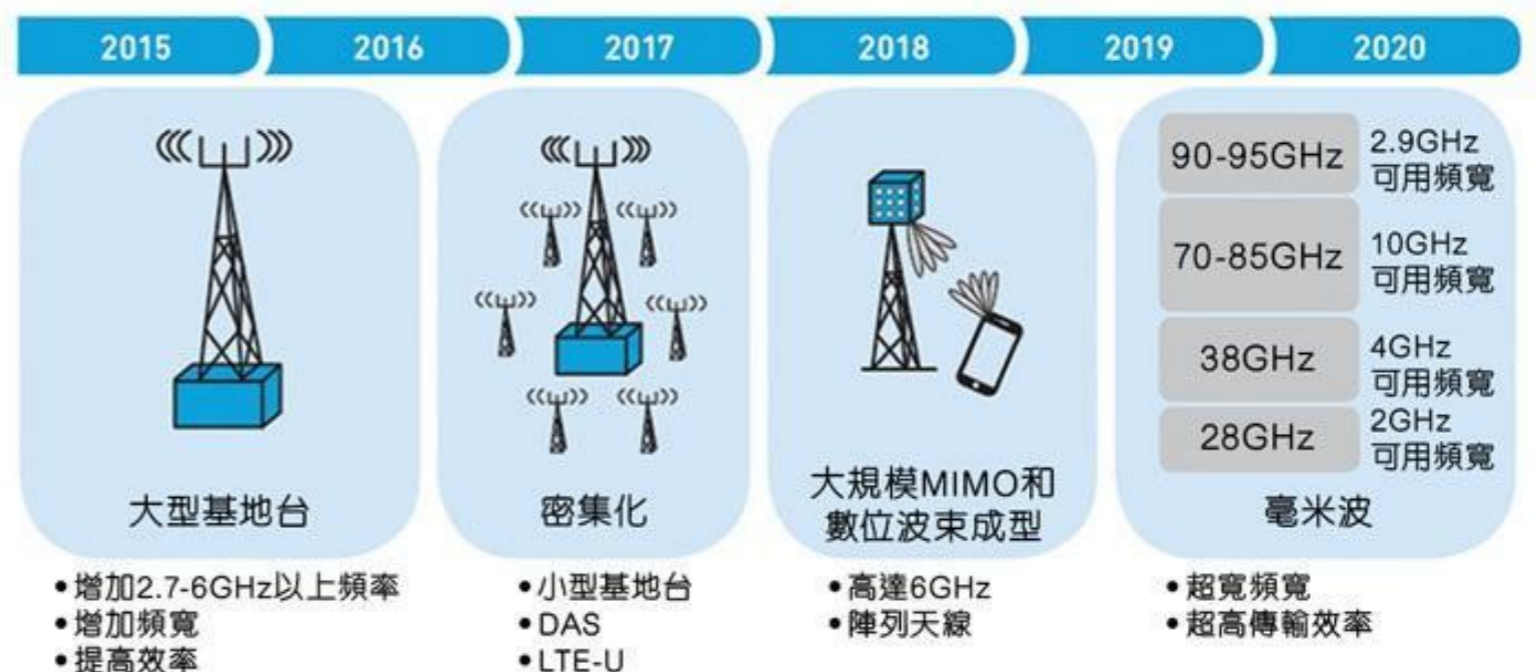 2015
2016
2017
2018
2019
2020
大型基地台
•增加2.7-6GHz以上頻率
•增加頻寬
•提高效率
密集化
•小型基地台
•DAS
•LTE-U
大規模MIMO和
數位波束成型
•高達6GHz
•陣列天線
90-95GHz
2.9GHz
可用頻寬
70-85GHz
10GHz
可用頻寬
38GHz
4GHz
可用頻寬
28GHz
2GHz
可用頻寬
毫米波
•超寬頻寬
•超高傳輸效率